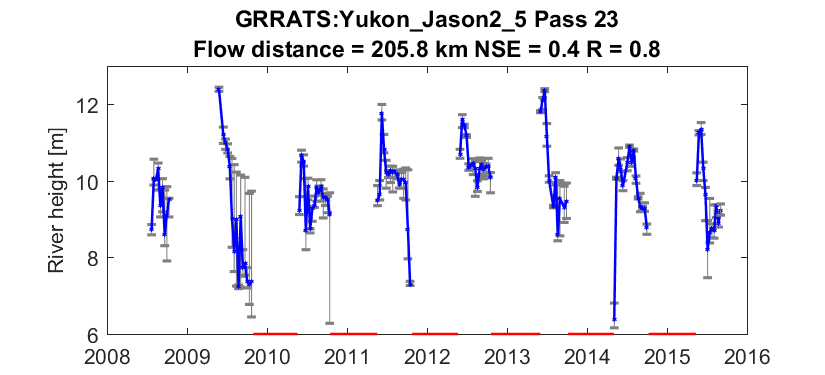 GRRATS:Yukon_Jason2_5 Pass 23
Flow distance = 205.8 km NSE = 0.4 R = 0.8
River height [m]
12
10
8
6
2008 2009 2010 2011 2012 2013 2014 2015 2016